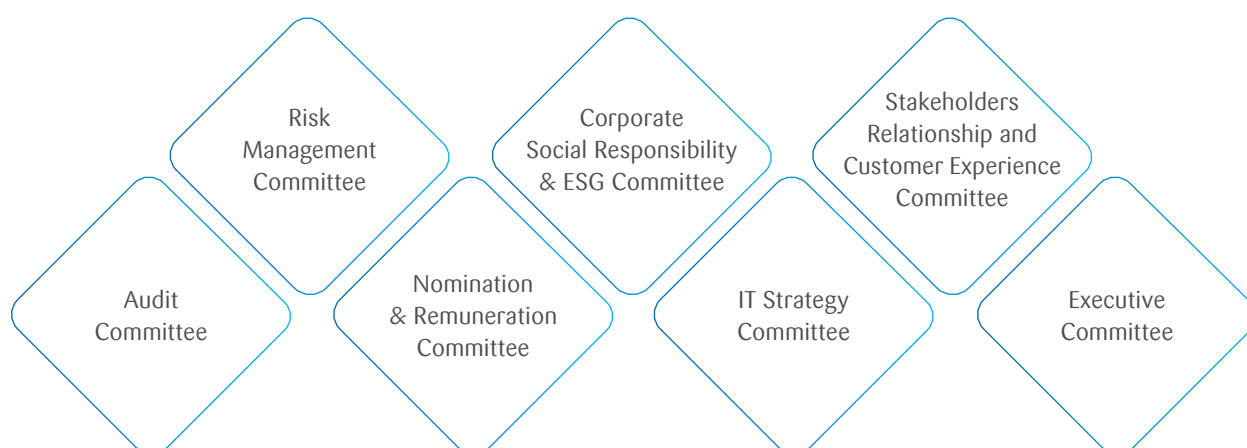 Risk
Management
Committee
Corporate
Social Responsibility
& ESG Committee
Stakeholders
Relationship and
Customer Experience
Committee
Audit
Committee
Nomination
& Remuneration
Committee
IT Strategy
Committee
Executive
Committee